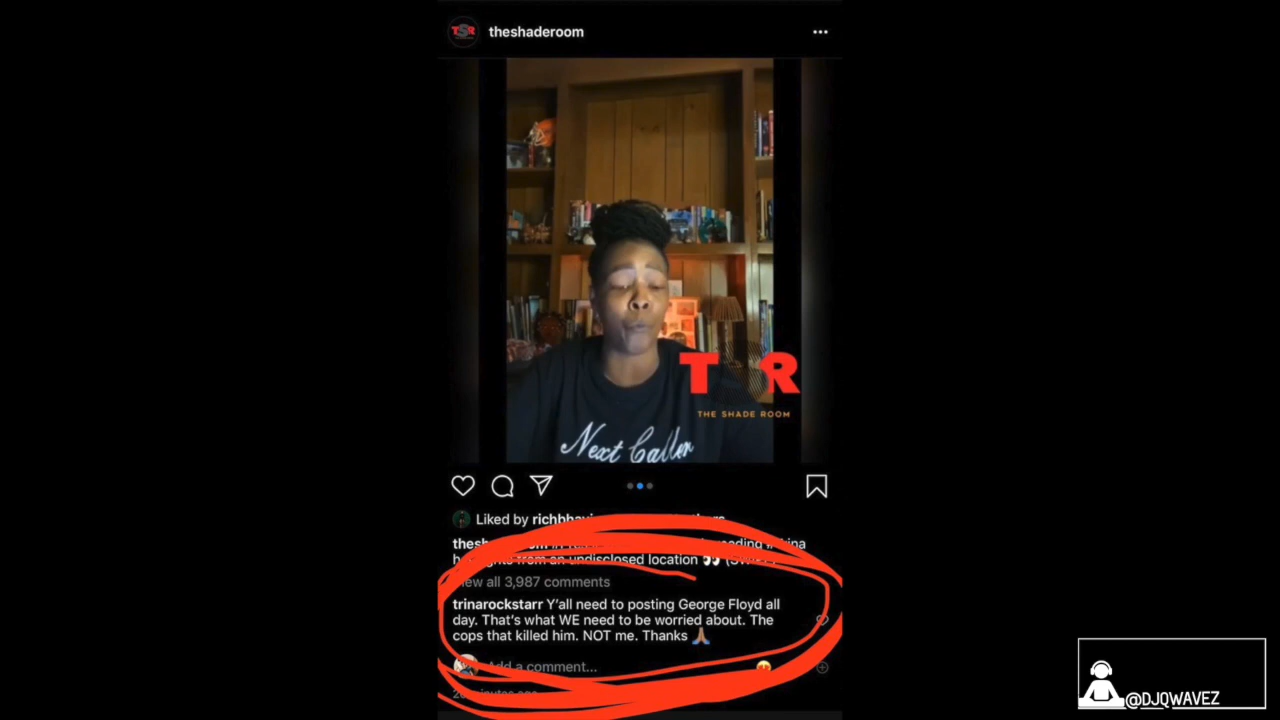 TSR
theshaderoom
T R
THE SHADE ROOM
Next Caller
Liked by
location 👀
View all 3,987 comments
trinarockstarr Y'all need to posting George Floyd all
day. That's what WE need to be worried about. The
cops that killed him. NOT me. Thanks 🙏🏽
Add a comment...
@DJQWAVEZ